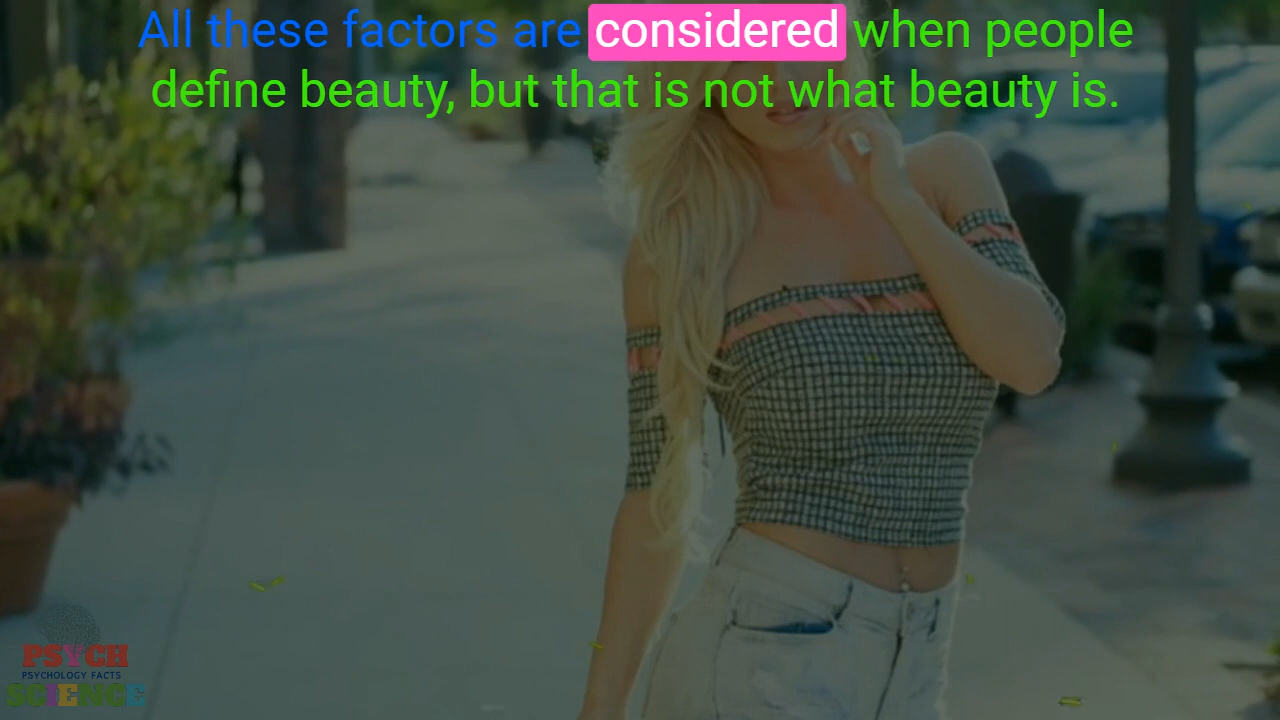 All these factors are considered when people
define beauty, but that is not what beauty is.
PSYCH
PSYCHOLOGY FACTS
SCIENCE